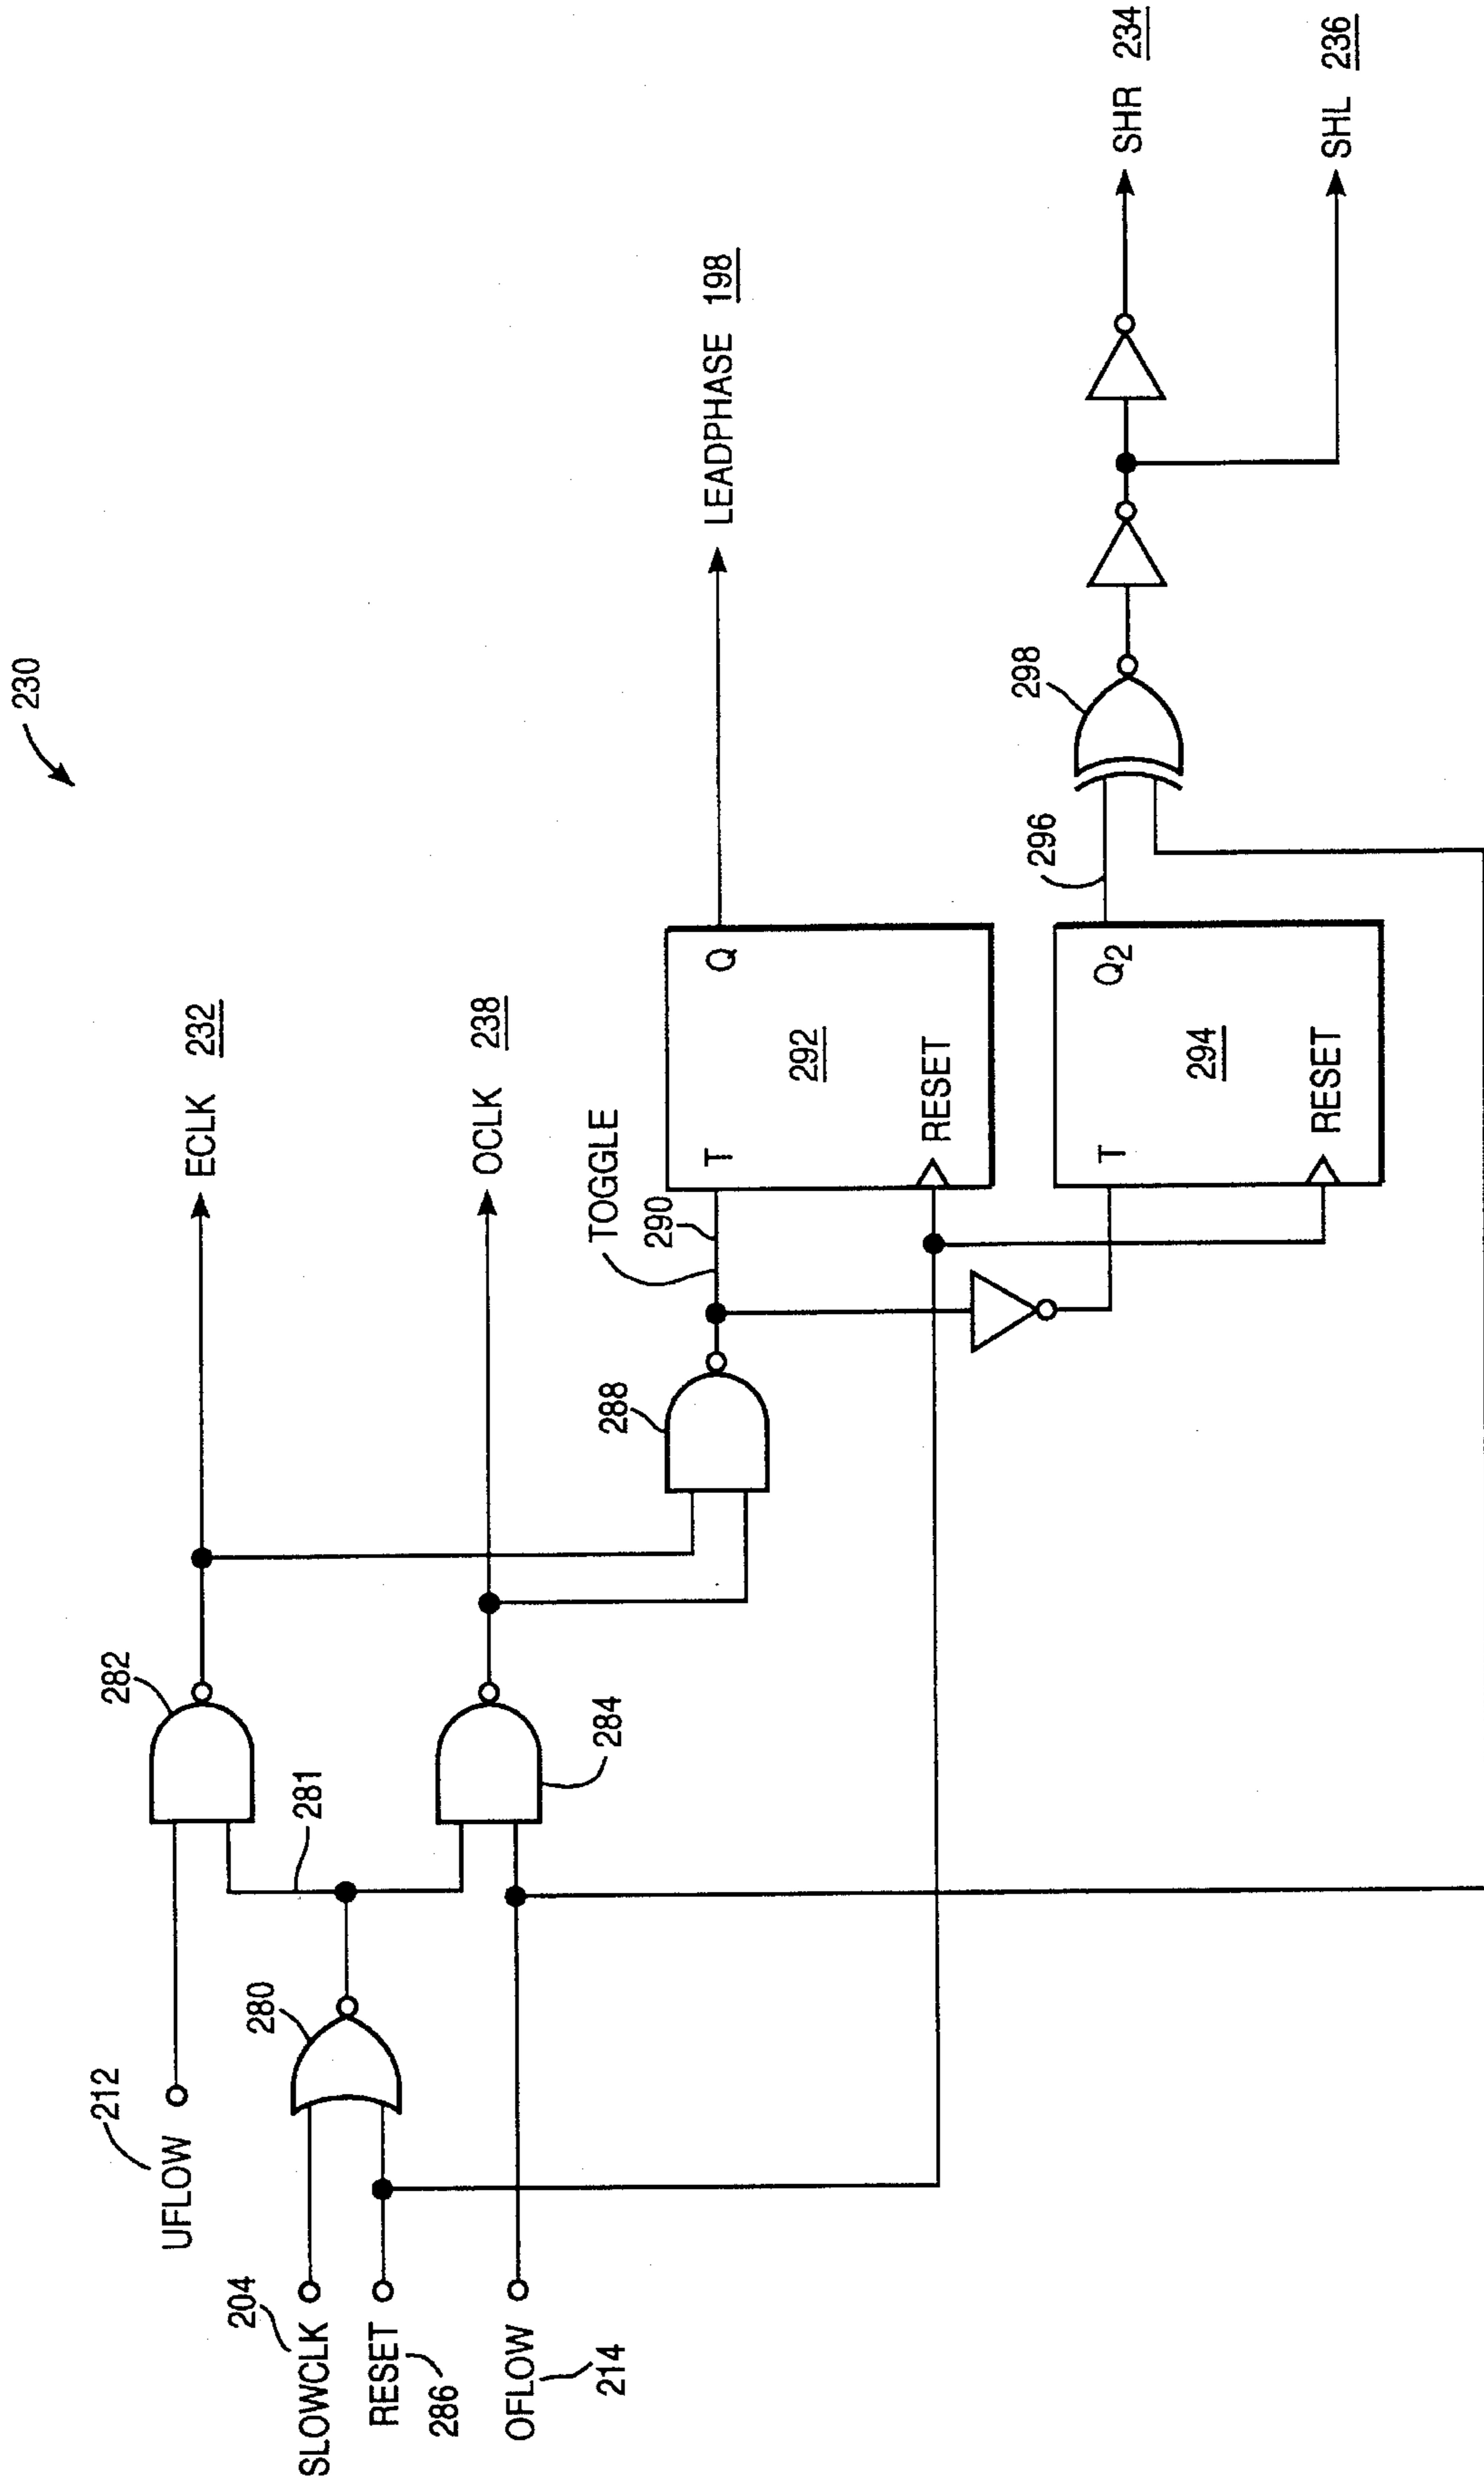 230
UFLOW
212
SLOWCLK
204
RESET
286
OFLOW
214
280
281
282
284
ECLK 232
OCLK 238
288
TOGGLE
290
T
Q
292
RESET
LEADPHASE 198
T
Q2
294
RESET
296
298
SHR 234
SHL 236